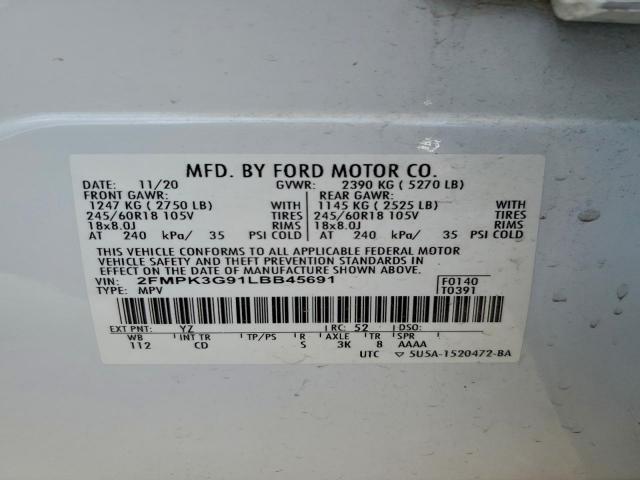 MFD. BY FORD MOTOR CO.
DATE: 11/20 GVWR: 2390 KG ( 5270 LB)
FRONT GAWR: REAR GAWR:
1247 KG ( 2750 LB) WITH 1145 KG ( 2525 LB) WITH
245/60R18 105V TIRES 245/60R18 105V TIRES
18x8.0J RIMS 18x8.0J RIMS
AT 240 kPa/ 35 PSI COLD AT 240 kPa/ 35 PSI COLD
THIS VEHICLE CONFORMS TO ALL APPLICABLE FEDERAL MOTOR
VEHICLE SAFETY AND THEFT PREVENTION STANDARDS IN
EFFECT ON THE DATE OF MANUFACTURE SHOWN ABOVE.
VIN: 2FMPK3G91LBB45691 F0140
TYPE: MPV T0391
EXT PNT: YZ RC: 52 DSO:
WB INT TR TP/PS R AXLE TR SPR
112 CD S 3K 8 AAAA
UTC ▽ 5U5A-1520472-BA